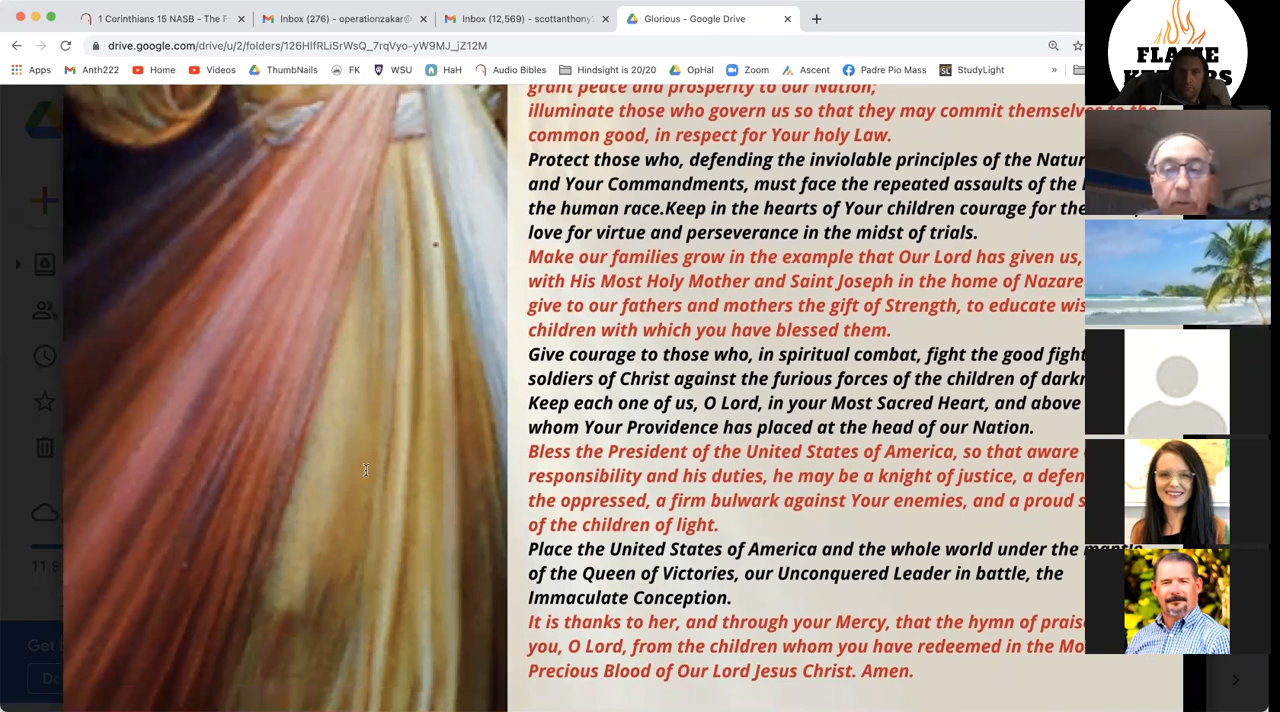 1 Corinthians 15 NASB - The F
Inbox (276) - operationzakar@
Inbox (12,569) - scottanthony2
Glorious - Google Drive
drive.google.com/drive/u/2/folders/126HIfRLiSrWsQ_7rqVyo-yW9MJ_jZ12M
Apps Anth222 Home Videos ThumbNails FK WSU HaH Audio Bibles Hindsight is 20/20 OpHal Zoom Ascent Padre Pio Mass StudyLight »
FLAME
KEEPERS
grant peace and prosperity to our Nation;
illuminate those who govern us so that they may commit themselves to the
common good, in respect for Your holy Law.
Protect those who, defending the inviolable principles of the Natur
and Your Commandments, must face the repeated assaults of the
the human race.Keep in the hearts of Your children courage for the
love for virtue and perseverance in the midst of trials.
Make our families grow in the example that Our Lord has given us,
with His Most Holy Mother and Saint Joseph in the home of Nazare
give to our fathers and mothers the gift of Strength, to educate wis
children with which you have blessed them.
Give courage to those who, in spiritual combat, fight the good fight
soldiers of Christ against the furious forces of the children of darkn
Keep each one of us, O Lord, in your Most Sacred Heart, and above
whom Your Providence has placed at the head of our Nation.
Bless the President of the United States of America, so that aware
responsibility and his duties, he may be a knight of justice, a defen
the oppressed, a firm bulwark against Your enemies, and a proud s
of the children of light.
Place the United States of America and the whole world under the mantle
of the Queen of Victories, our Unconquered Leader in battle, the
Immaculate Conception.
It is thanks to her, and through your Mercy, that the hymn of praise
you, O Lord, from the children whom you have redeemed in the Mo
Precious Blood of Our Lord Jesus Christ. Amen.
11.8
Get